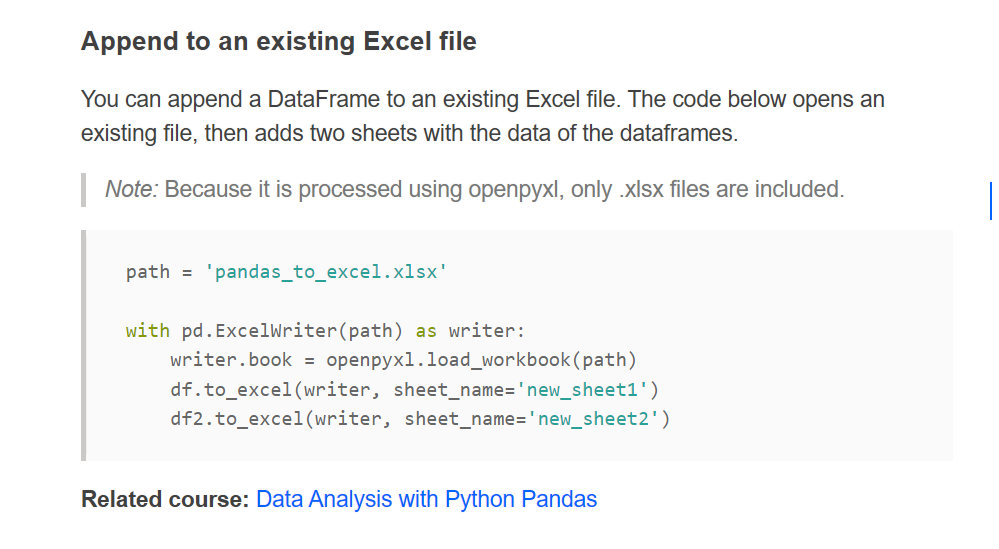 Append to an existing Excel file
You can append a DataFrame to an existing Excel file. The code below opens an
existing file, then adds two sheets with the data of the dataframes.
Note: Because it is processed using openpyxl, only .xlsx files are included.
path = 'pandas_to_excel.xlsx'
with pd.ExcelWriter(path) as writer:
    writer.book = openpyxl.load_workbook(path)
    df.to_excel(writer, sheet_name='new_sheet1')
    df2.to_excel(writer, sheet_name='new_sheet2')
Related course: Data Analysis with Python Pandas